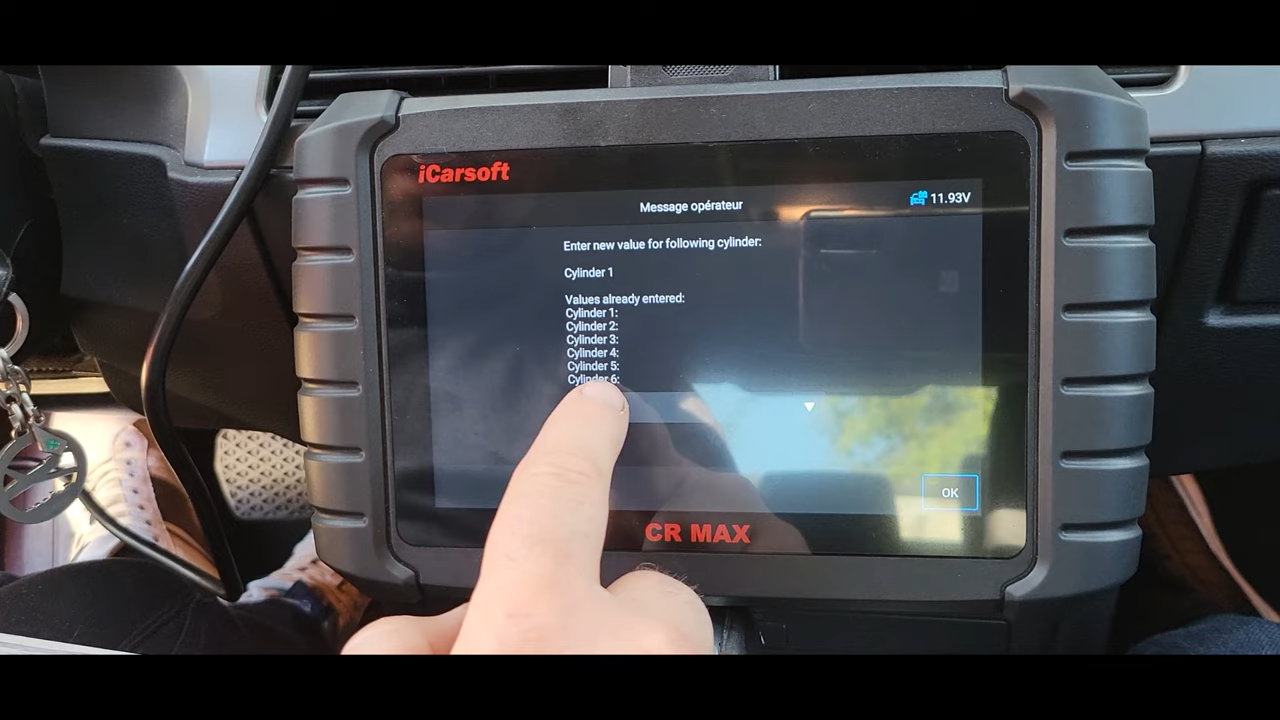 iCarsoft
Message opérateur
11.93V
Enter new value for following cylinder:
Cylinder 1
Values already entered:
Cylinder 1:
Cylinder 2:
Cylinder 3:
Cylinder 4:
Cylinder 5:
Cylinder 6:
OK
CR MAX